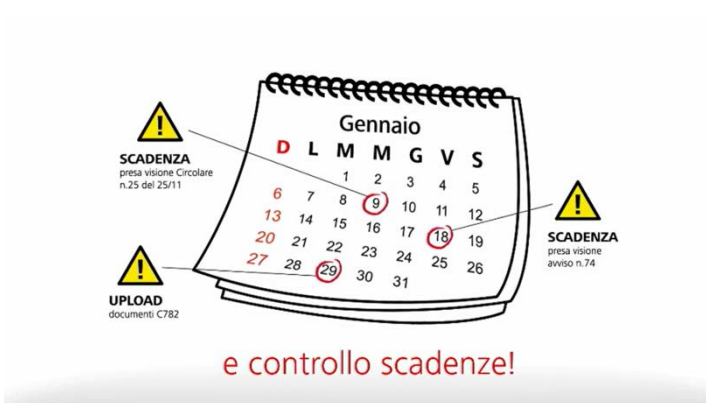 Gennaio
D L M M G V S
1 2 3 4 5
6 7 8 9 10 11 12
13 14 15 16 17 18 19
20 21 22 23 24 25 26
27 28 29 30 31
SCADENZA
presa visione Circolare
n.25 del 25/11
SCADENZA
presa visione
avviso n.74
UPLOAD
documenti C782
e controllo scadenze!